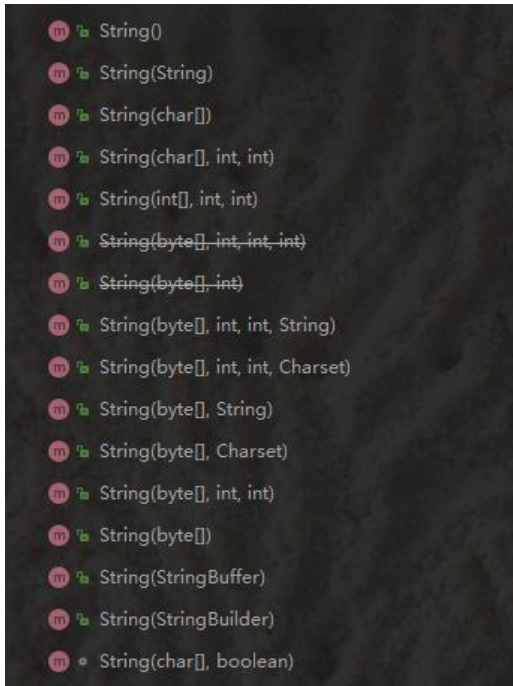 String()
String(String)
String(char[])
String(char[], int, int)
String(int[], int, int)
String(byte[], int, int, int)
String(byte[], int)
String(byte[], int, int, String)
String(byte[], int, int, Charset)
String(byte[], String)
String(byte[], Charset)
String(byte[], int, int)
String(byte[])
String(StringBuffer)
String(StringBuilder)
String(char[], boolean)